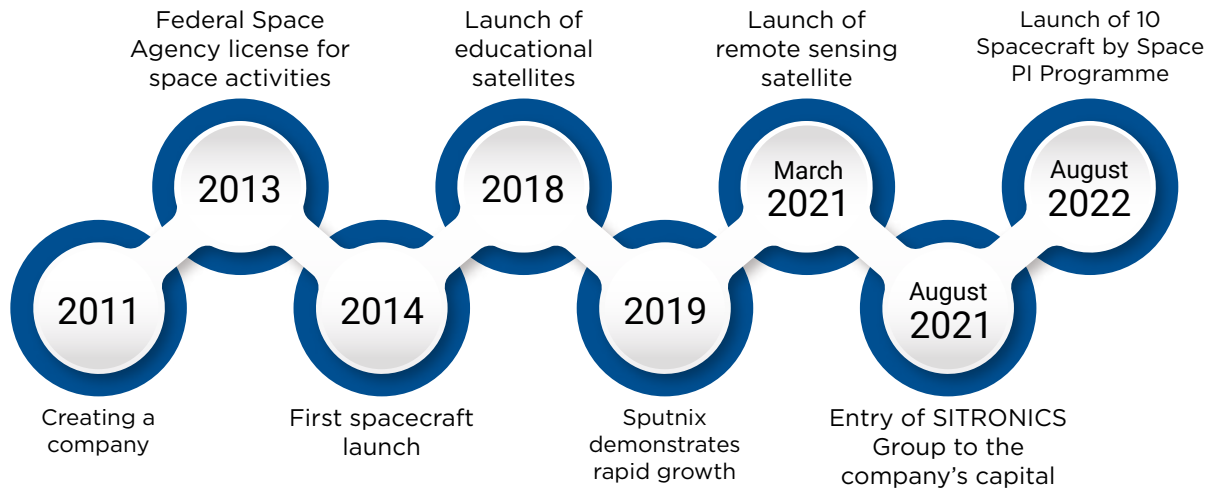 Federal Space
Agency license for
space activities
Launch of
educational
satellites
Launch of
remote sensing
satellite
Launch of 10
Spacecraft by Space
PI Programme
2013
2018
March
2021
August
2022
2011
2014
2019
August
2021
Creating a
company
First spacecraft
launch
Sputnix
demonstrates
rapid growth
Entry of SITRONICS
Group to the
company’s capital